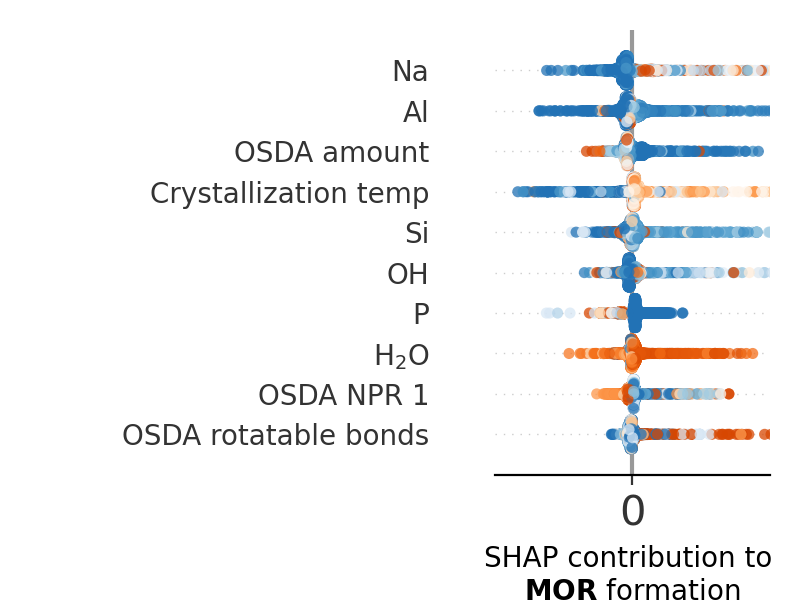 Na
Al
OSDA amount
Crystallization temp
Si
OH
P
H₂O
OSDA NPR 1
OSDA rotatable bonds
0
SHAP contribution to
MOR formation